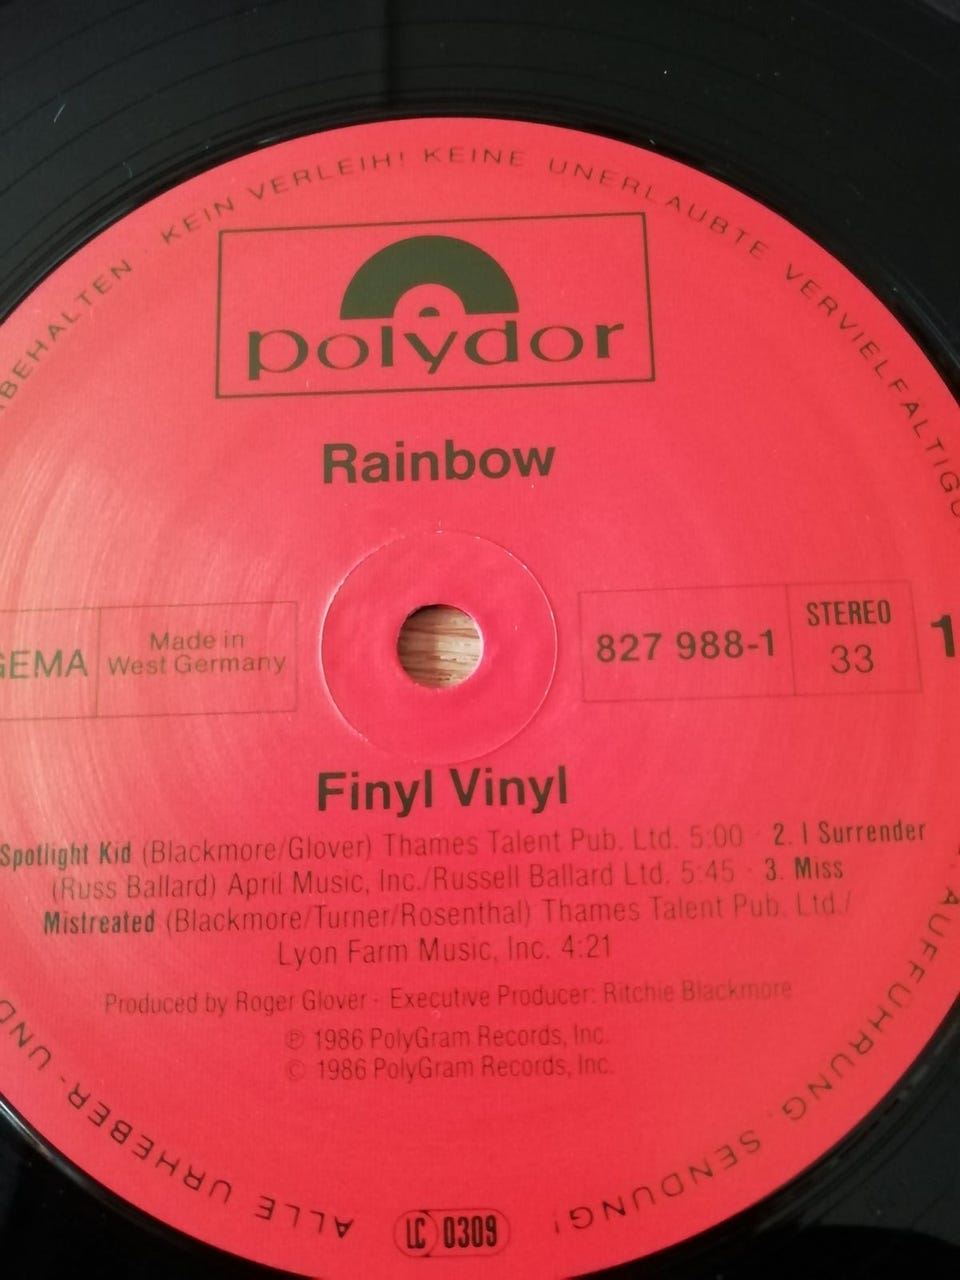 BEHALTEN · KEIN VERLEIH! KEINE UNERLAUBTE VERVIELFÄLTIGU
polydor
Rainbow
GEMA
Made in
West Germany
827 988-1
STEREO
33
1
Finyl Vinyl
Spotlight Kid (Blackmore/Glover) Thames Talent Pub. Ltd. 5:00 · 2. I Surrender
(Russ Ballard) April Music, Inc./Russell Ballard Ltd. 5:45 · 3. Miss
Mistreated (Blackmore/Turner/Rosenthal) Thames Talent Pub. Ltd./
Lyon Farm Music, Inc. 4:21
Produced by Roger Glover · Executive Producer: Ritchie Blackmore
℗ 1986 PolyGram Records, Inc.
© 1986 PolyGram Records, Inc.
, AUFFÜHRUNG, SENDUNG!
LC 0309
ALLE URHEBER- UND